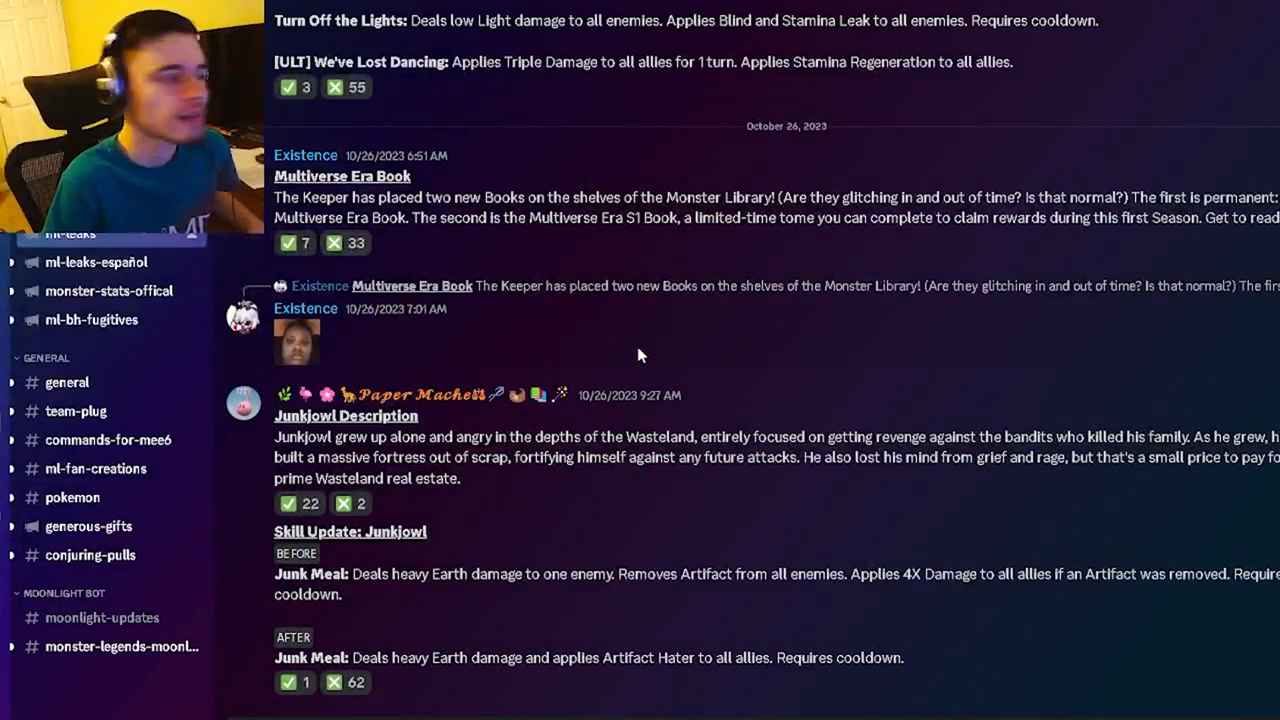 Turn Off the Lights: Deals low Light damage to all enemies. Applies Blind and Stamina Leak to all enemies. Requires cooldown.
[ULT] We've Lost Dancing: Applies Triple Damage to all allies for 1 turn. Applies Stamina Regeneration to all allies.
3 55
October 26, 2023
Existence 10/26/2023 6:51 AM
Multiverse Era Book
The Keeper has placed two new Books on the shelves of the Monster Library! (Are they glitching in and out of time? Is that normal?) The first is permanent:
Multiverse Era Book. The second is the Multiverse Era S1 Book, a limited-time tome you can complete to claim rewards during this first Season. Get to read
7 33
Existence Multiverse Era Book The Keeper has placed two new Books on the shelves of the Monster Library! (Are they glitching in and out of time? Is that normal?) The firs
Existence 10/26/2023 7:01 AM
Paper Mache 10/26/2023 9:27 AM
Junkjowl Description
Junkjowl grew up alone and angry in the depths of the Wasteland, entirely focused on getting revenge against the bandits who killed his family. As he grew, h
built a massive fortress out of scrap, fortifying himself against any future attacks. He also lost his mind from grief and rage, but that's a small price to pay fo
prime Wasteland real estate.
22 2
Skill Update: Junkjowl
BEFORE
Junk Meal: Deals heavy Earth damage to one enemy. Removes Artifact from all enemies. Applies 4X Damage to all allies if an Artifact was removed. Require
cooldown.
AFTER
Junk Meal: Deals heavy Earth damage and applies Artifact Hater to all allies. Requires cooldown.
1 62
ml-leaks
ml-leaks-español
monster-stats-offical
ml-bh-fugitives
GENERAL
# general
# team-plug
# commands-for-mee6
# ml-fan-creations
# pokemon
generous-gifts
# conjuring-pulls
MOONLIGHT BOT
# moonlight-updates
# monster-legends-moonl...